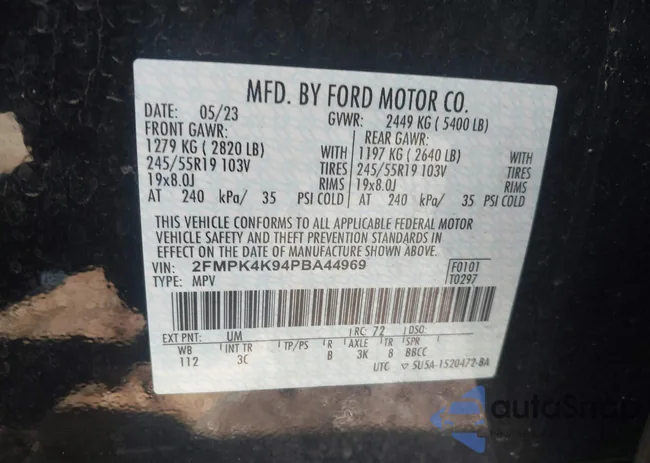 MFD. BY FORD MOTOR CO.
DATE: 05/23 GVWR: 2449 KG ( 5400 LB)
FRONT GAWR: REAR GAWR:
1279 KG ( 2820 LB) WITH 1197 KG ( 2640 LB) WITH
245/55R19 103V TIRES 245/55R19 103V TIRES
19x8.0J RIMS 19x8.0J RIMS
AT 240 kPa/ 35 PSI COLD AT 240 kPa/ 35 PSI COLD
THIS VEHICLE CONFORMS TO ALL APPLICABLE FEDERAL MOTOR
VEHICLE SAFETY AND THEFT PREVENTION STANDARDS IN
EFFECT ON THE DATE OF MANUFACTURE SHOWN ABOVE.
VIN: 2FMPK4K94PBA44969 F0101
TYPE: MPV T0297
EXT PNT: UM RC: 72 DSO:
WB INT TR TP/PS R AXLE TR SPR
112 3C B 3K 8 BBCC
UTC ▽ SU5A-1520472-BA
autoSnap